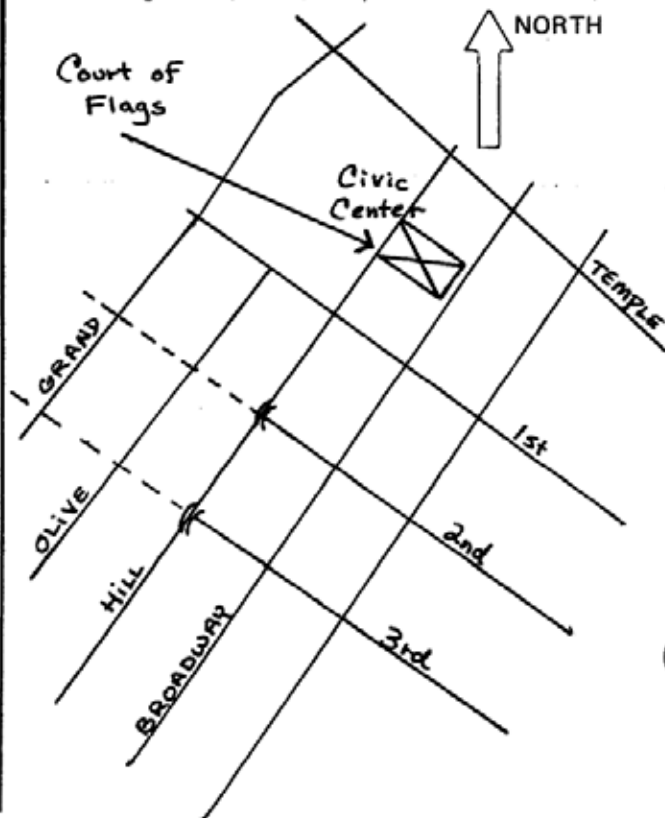 NORTH
Court of
Flags
Civic
Center
TEMPLE
GRAND
1st
OLIVE
2nd
HILL
3rd
BROADWAY